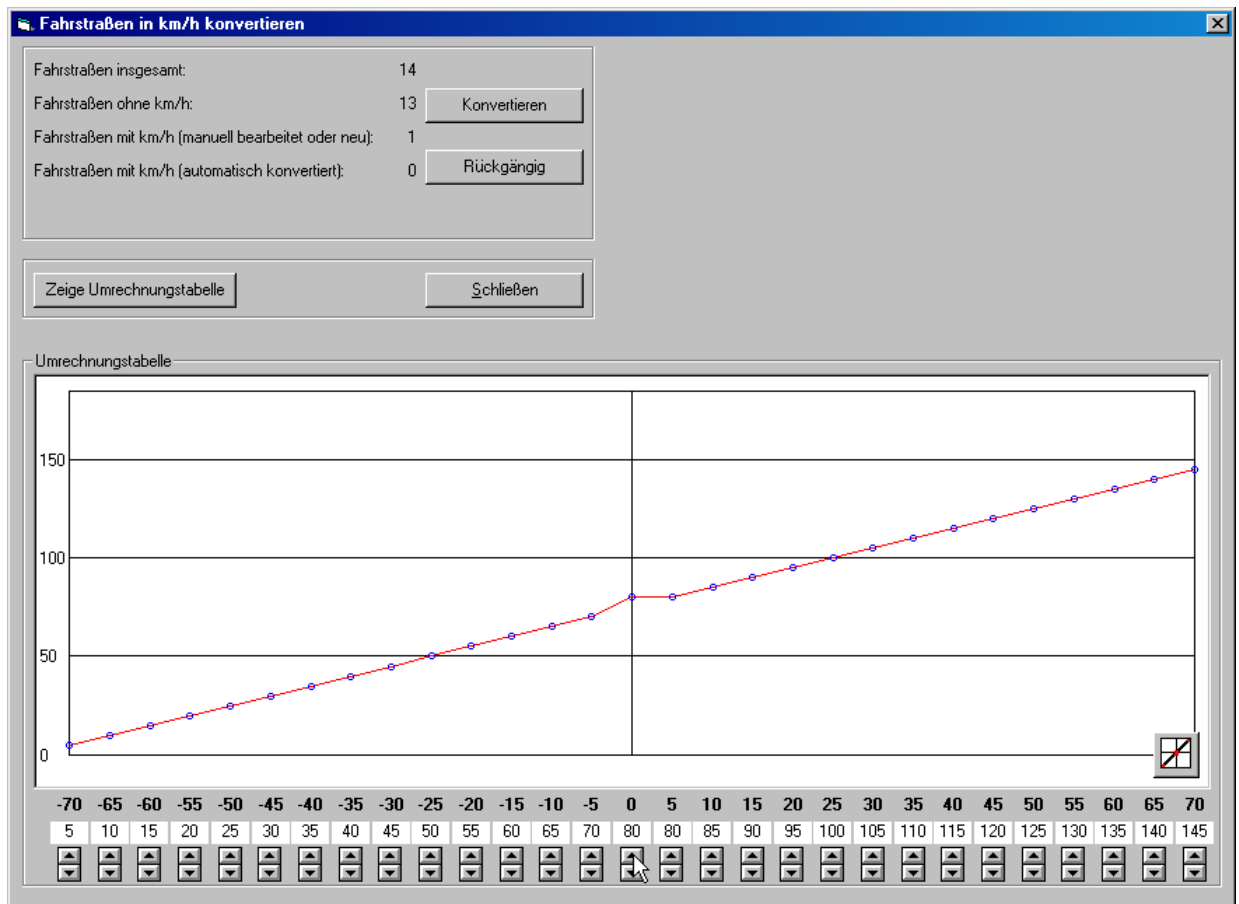 Fahrstraßen in km/h konvertieren
Fahrstraßen insgesamt: 14
Fahrstraßen ohne km/h: 13
Konvertieren
Fahrstraßen mit km/h (manuell bearbeitet oder neu): 1
Fahrstraßen mit km/h (automatisch konvertiert): 0
Rückgängig
Zeige Umrechnungstabelle
Schließen
Umrechnungstabelle
150
100
50
0
-70 -65 -60 -55 -50 -45 -40 -35 -30 -25 -20 -15 -10 -5 0 5 10 15 20 25 30 35 40 45 50 55 60 65 70
5 10 15 20 25 30 35 40 45 50 55 60 65 70 80 80 85 90 95 100 105 110 115 120 125 130 135 140 145